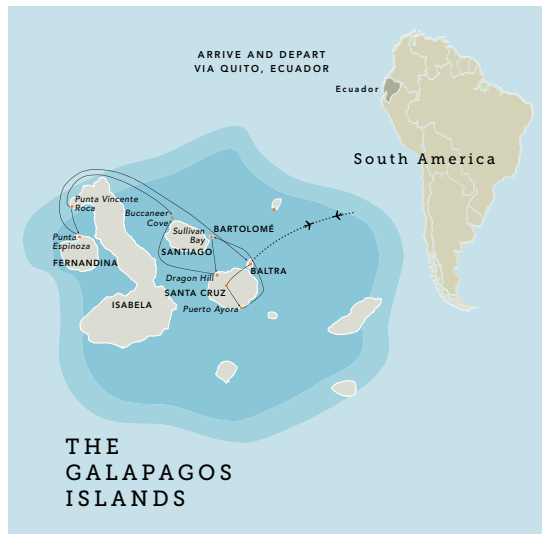 ARRIVE AND DEPART
VIA QUITO, ECUADOR
Ecuador
South America
Punta Vincente
Roca
Buccaneer
Cove
Sullivan
Bay
BARTOLOMÉ
Punta
Espinoza
SANTIAGO
FERNANDINA
BALTRA
Dragon Hill
SANTA CRUZ
ISABELA
Puerto Ayora
THE
GALAPAGOS
ISLANDS